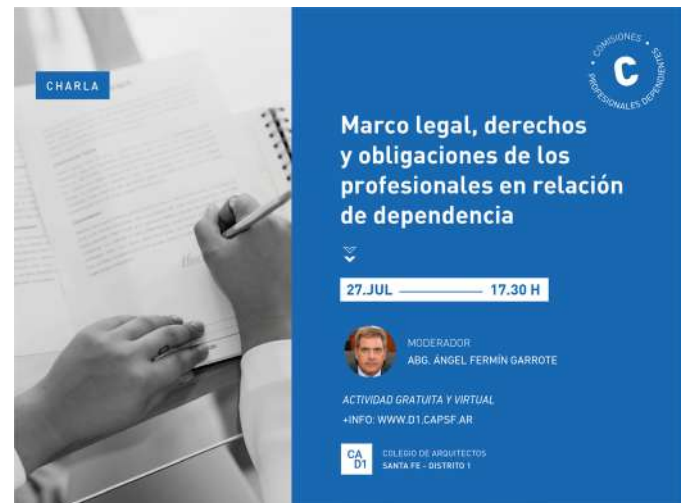 CHARLA
COMISIONES
PROFESIONALES DEPENDIENTES
C
Marco legal, derechos
y obligaciones de los
profesionales en relación
de dependencia
27.JUL 17.30 H
MODERADOR
ABG. ÁNGEL FERMÍN GARROTE
ACTIVIDAD GRATUITA Y VIRTUAL
+INFO: WWW.D1.CAPSF.AR
CA
D1
COLEGIO DE ARQUITECTOS
SANTA FE - DISTRITO 1